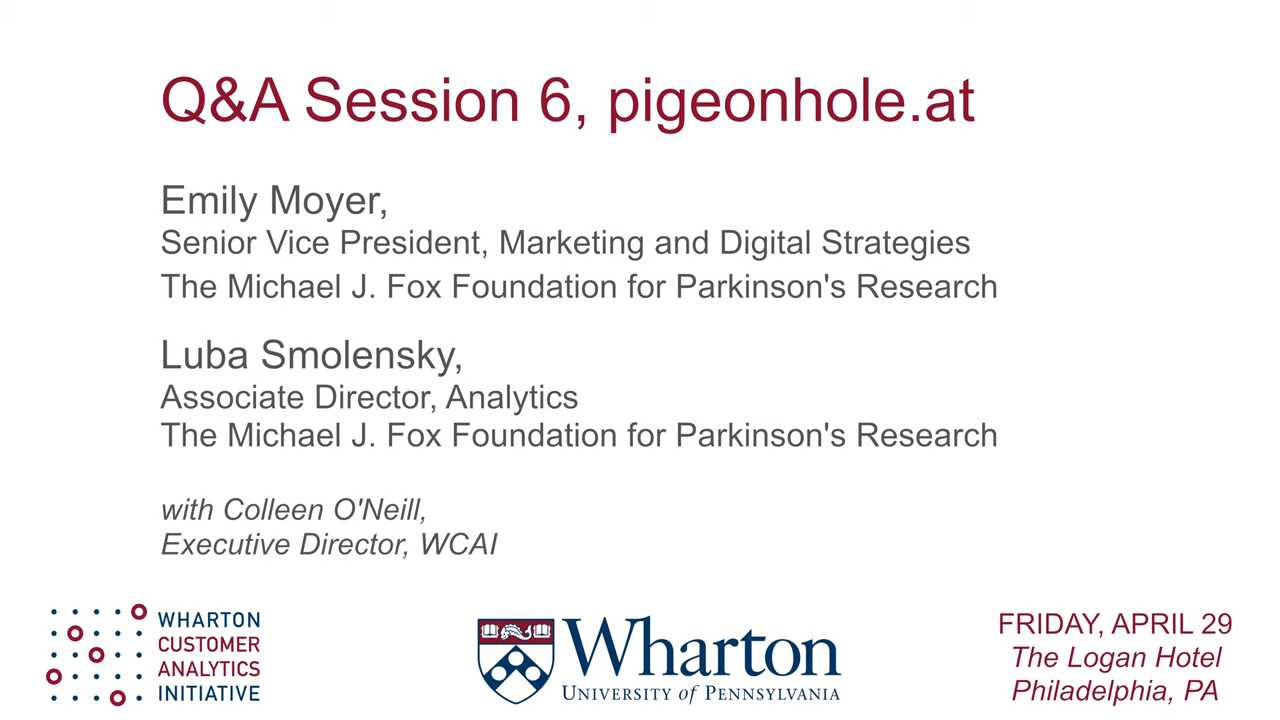 Q&A Session 6, pigeonhole.at
Emily Moyer,
Senior Vice President, Marketing and Digital Strategies
The Michael J. Fox Foundation for Parkinson's Research
Luba Smolensky,
Associate Director, Analytics
The Michael J. Fox Foundation for Parkinson's Research
with Colleen O'Neill,
Executive Director, WCAI
WHARTON
CUSTOMER
ANALYTICS
INITIATIVE
Wharton
UNIVERSITY of PENNSYLVANIA
FRIDAY, APRIL 29
The Logan Hotel
Philadelphia, PA